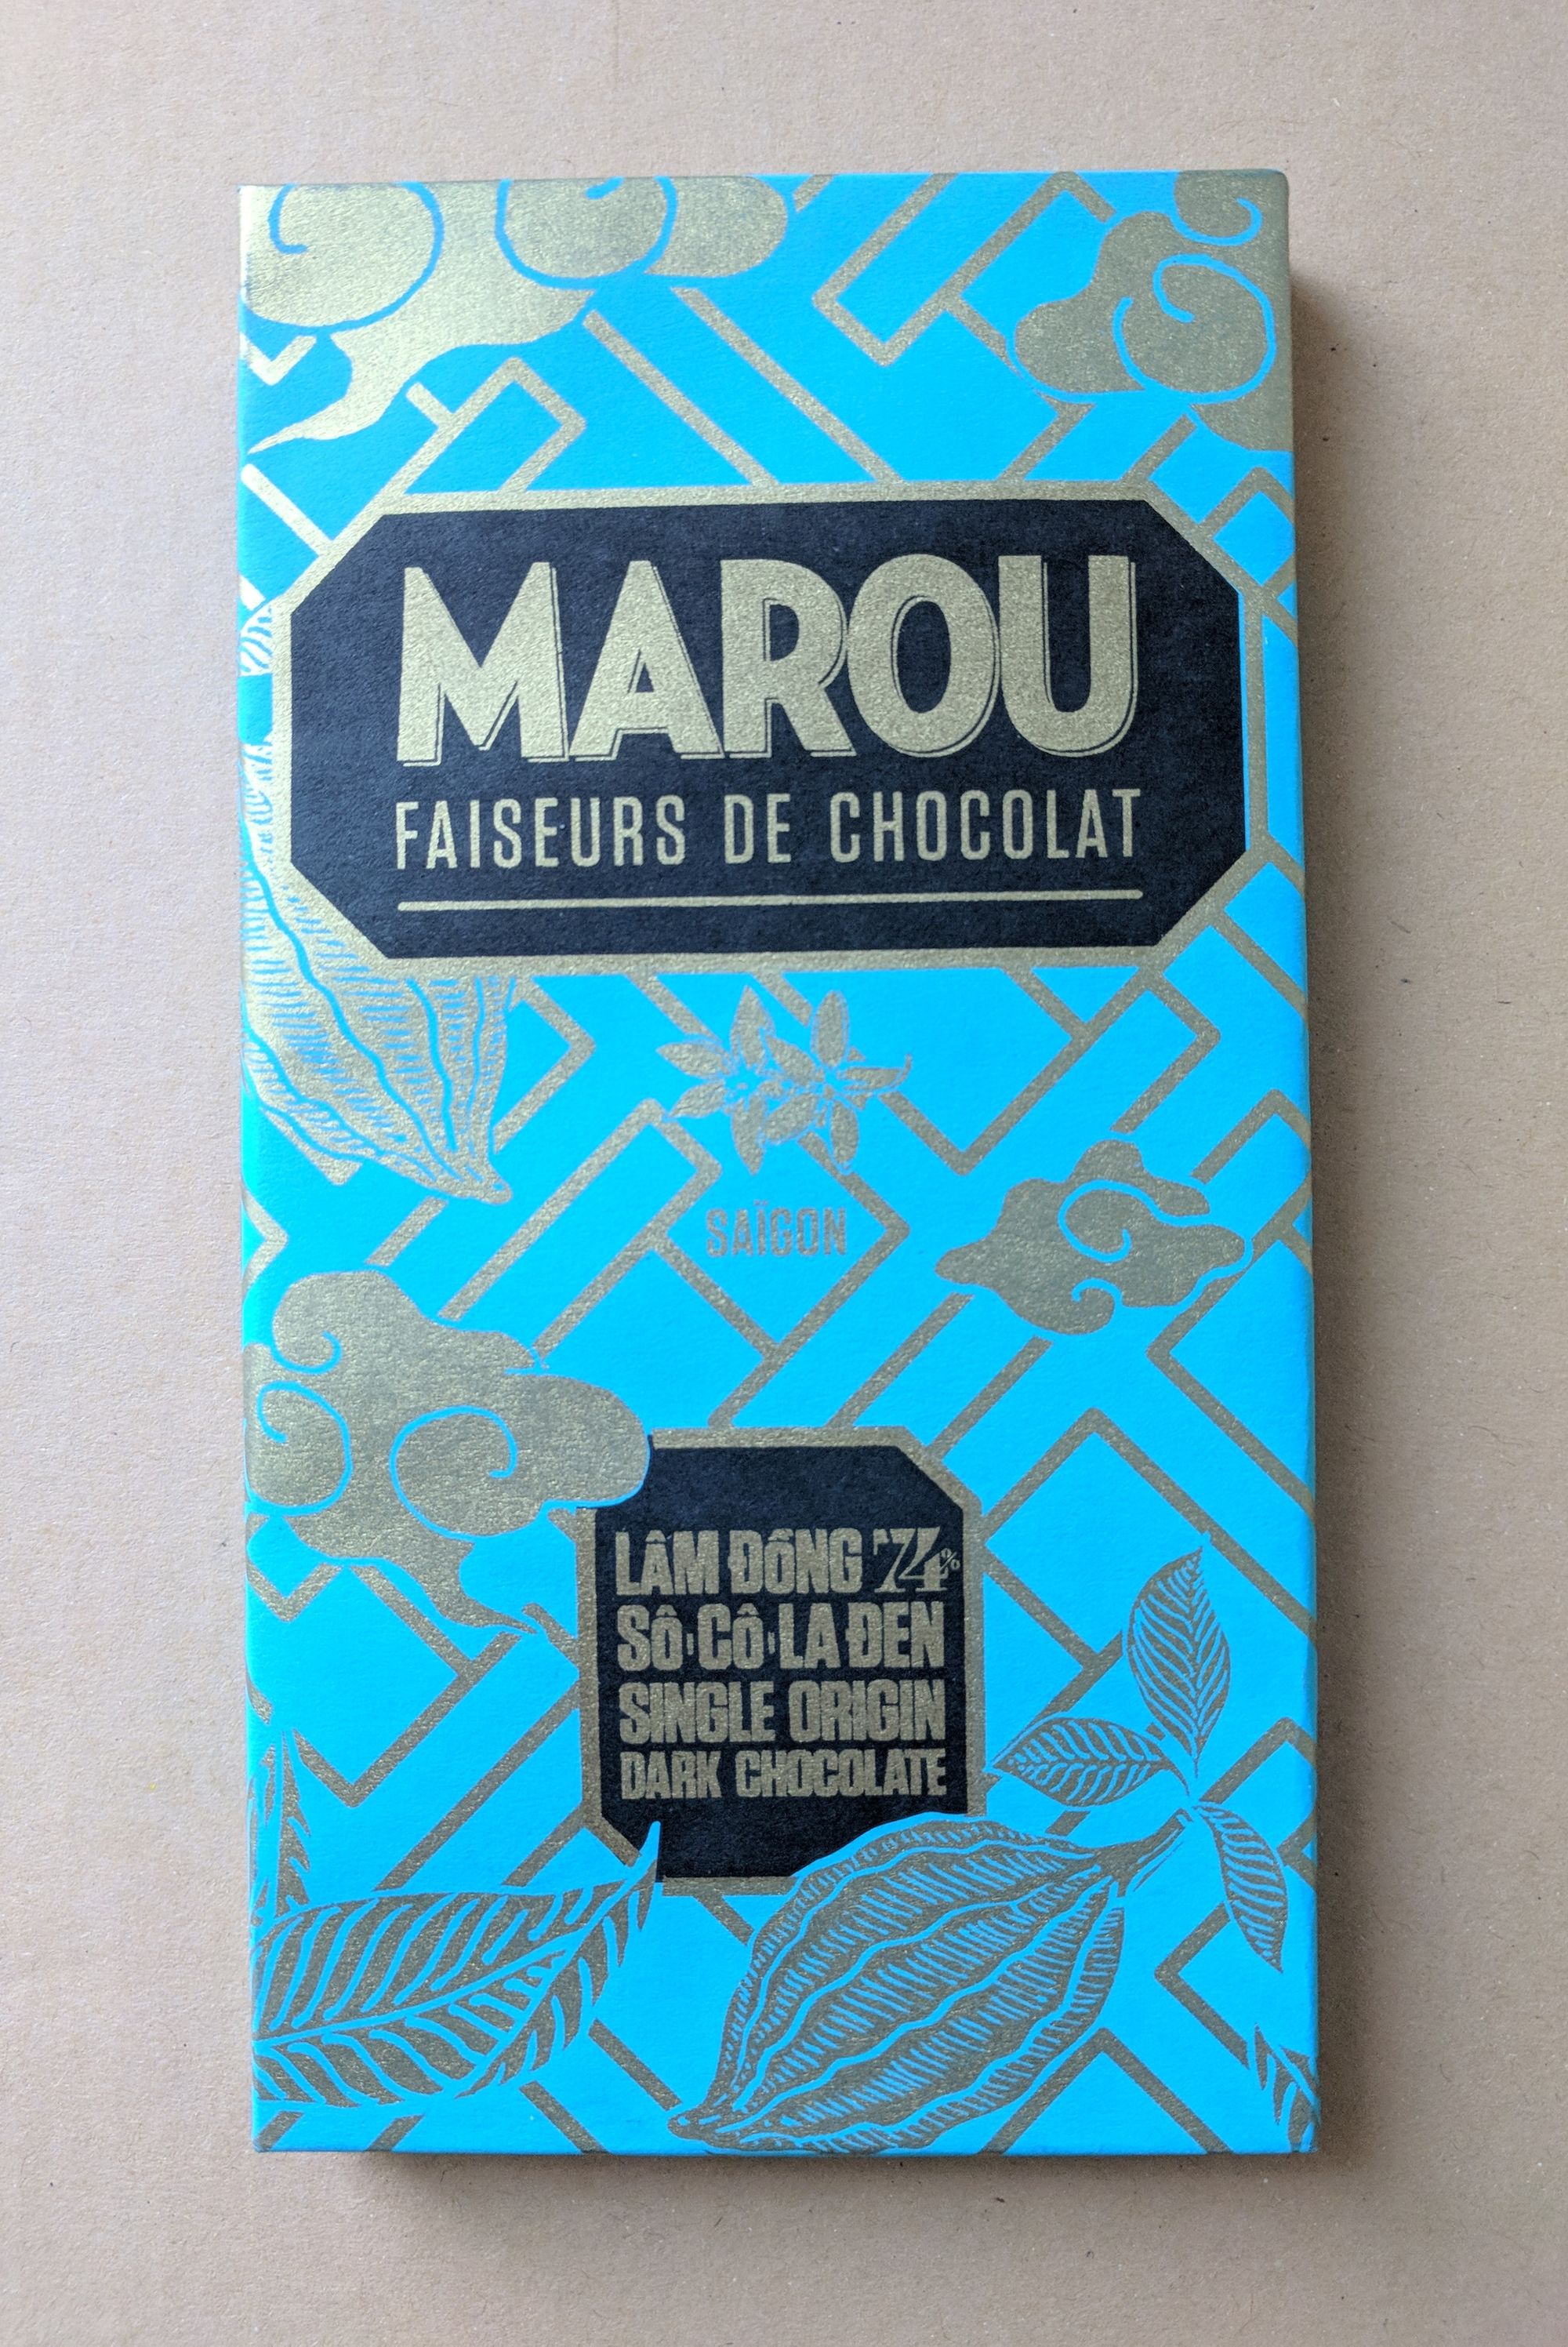 MAROU
FAISEURS DE CHOCOLAT
SAÏGON
LÂM ĐỒNG 74%
SÔ·CÔ·LA ĐEN
SINGLE ORIGIN
DARK CHOCOLATE